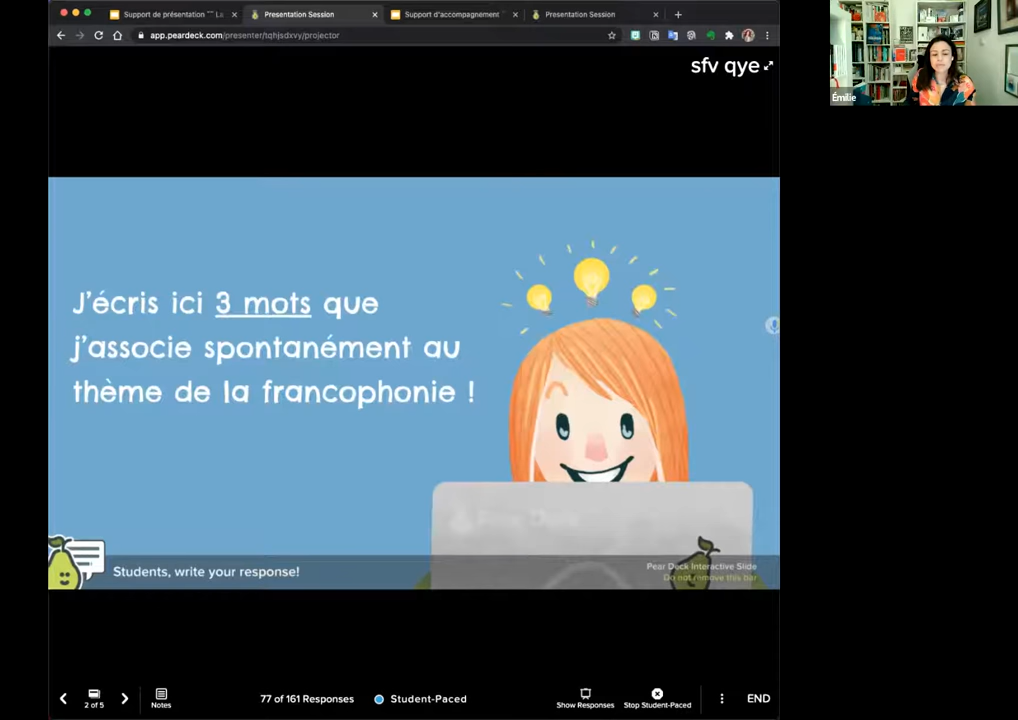 Support de présentation "" La
Presentation Session
Support d'accompagnement
Presentation Session
app.peardeck.com/presenter/tqhjsdxvy/projector
sfv qye
Émilie
J'écris ici 3 mots que
j'associe spontanément au
thème de la francophonie !
Students, write your response!
Pear Deck Interactive Slide
Do not remove this bar
2 of 5
Notes
77 of 161 Responses
Student-Paced
Show Responses
Stop Student-Paced
END